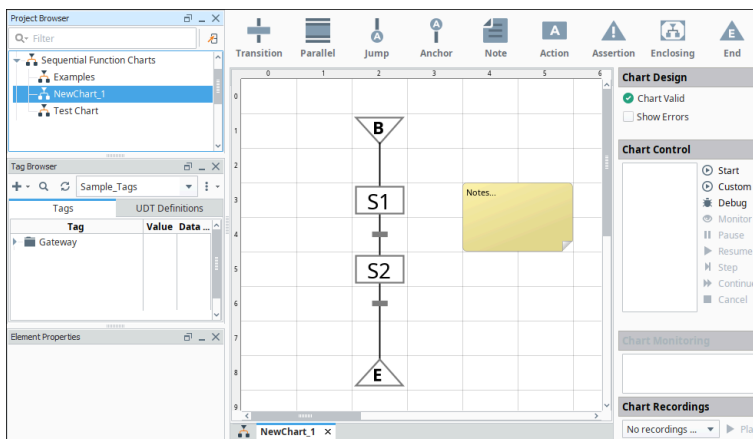 Project Browser
Filter
Sequential Function Charts
Examples
NewChart_1
Test Chart
Tag Browser
Sample_Tags
Tags UDT Definitions
Tag Value Data ...
Gateway
Element Properties
Transition Parallel Jump Anchor Note Action Assertion Enclosing End
A A A E
0 1 2 3 4 5 6
0
1
2
3
4
5
6
7
8
9
B
S1
S2
E
Notes...
NewChart_1
Chart Design
Chart Valid
Show Errors
Chart Control
Start
Custom
Debug
Monitor
Pause
Resume
Step
Continu
Cancel
Chart Monitoring
Chart Recordings
No recordings ... Pla